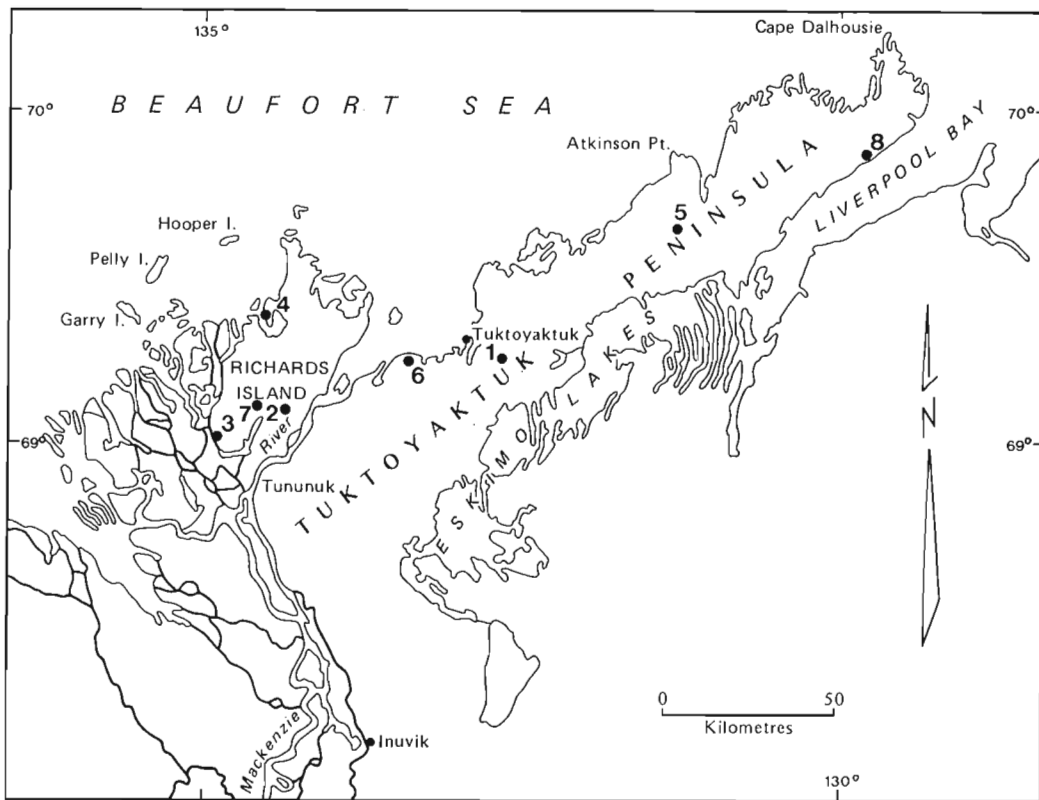 135°
Cape Dalhousie
70°
BEAUFORT SEA
70°
Atkinson Pt.
8
LIVERPOOL BAY
5
Hooper I.
Pelly I.
Garry I.
4
TUKTOYAKTUK PENINSULA
Tuktoyaktuk
1
6
RICHARDS
ISLAND
7
2
3
River
69°
69°
ESKIMO LAKES
N
Tununuk
0
50
Kilometres
Mackenzie
Inuvik
130°